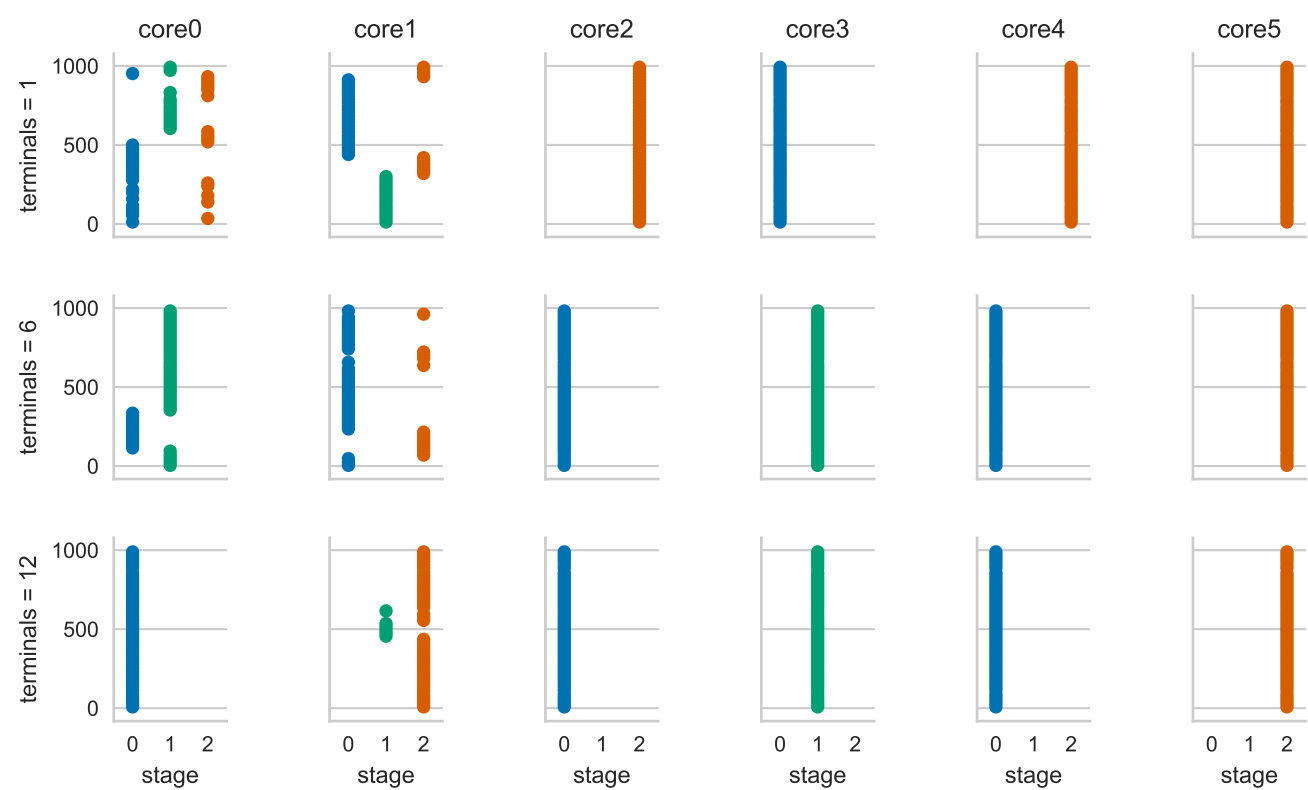 core0 core1 core2 core3 core4 core5
terminals = 1
1000
500
0
terminals = 6
1000
500
0
terminals = 12
1000
500
0
0 1 2 0 1 2 0 1 2 0 1 2 0 1 2 0 1 2
stage stage stage stage stage stage